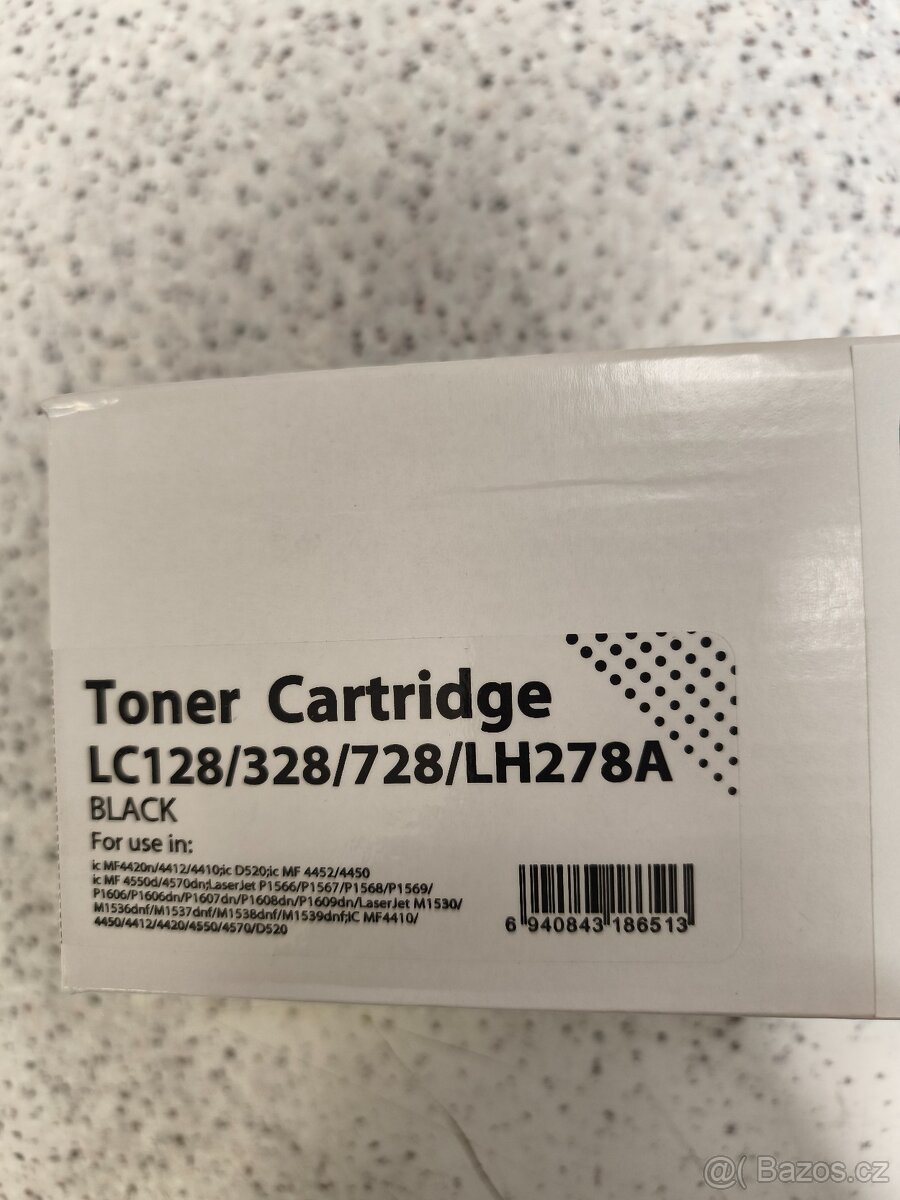 Toner Cartridge
LC128/328/728/LH278A
BLACK
For use in:
ic MF4420n/4412/4410;ic D520;ic MF 4452/4450
ic MF 4550d/4570dn;LaserJet P1566/P1567/P1568/P1569/
P1606/P1606dn/P1607dn/P1608dn/P1609dn/LaserJet M1530/
M1536dnf/M1537dnf/M1538dnf/M1539dnf;IC MF4410/
4450/4412/4420/4550/4570/D520
6 940843 186513
@( Bazos.cz